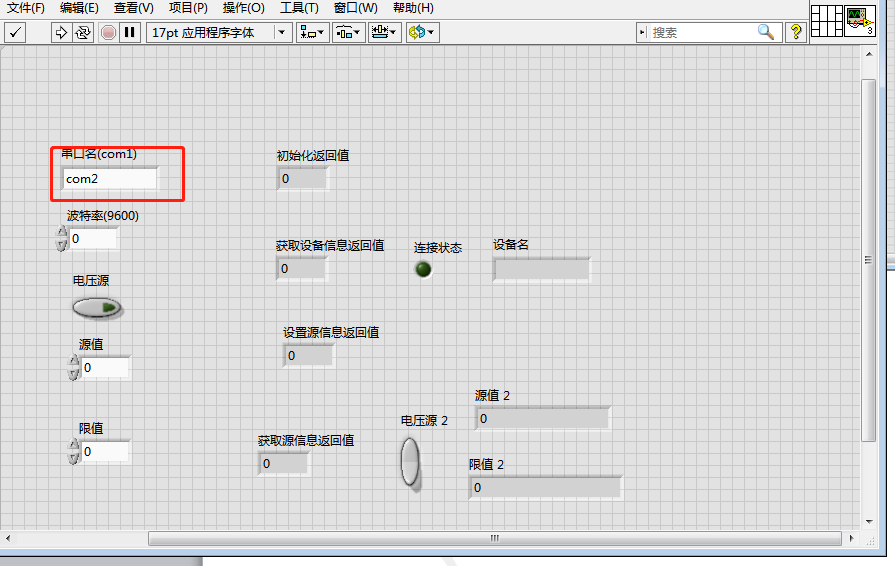 文件(F) 编辑(E) 查看(V) 项目(P) 操作(O) 工具(T) 窗口(W) 帮助(H)
17pt 应用程序字体
搜索
?
3
串口名(com1)
com2
初始化返回值
0
波特率(9600)
0
获取设备信息返回值
0
连接状态
设备名
电压源
设置源信息返回值
0
源值
0
源值 2
0
限值
0
获取源信息返回值
0
电压源 2
限值 2
0